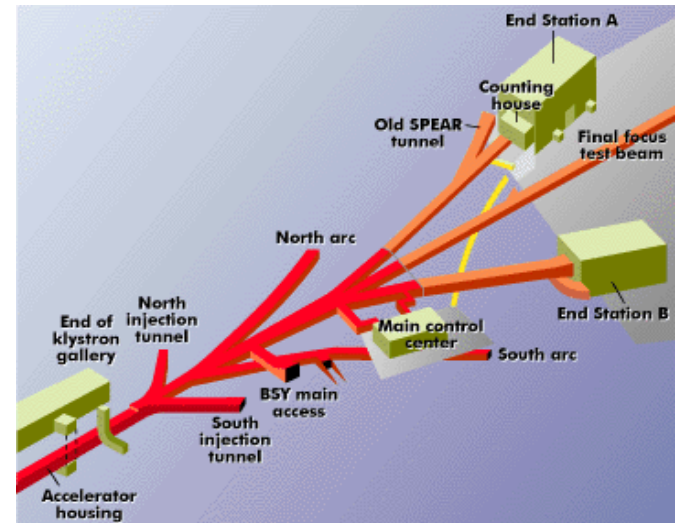 End Station A
Counting
house
Old SPEAR
tunnel
Final focus
test beam
North arc
North
injection
tunnel
End of
klystron
gallery
End Station B
Main control
center
South arc
BSY main
access
South
injection
tunnel
Accelerator
housing